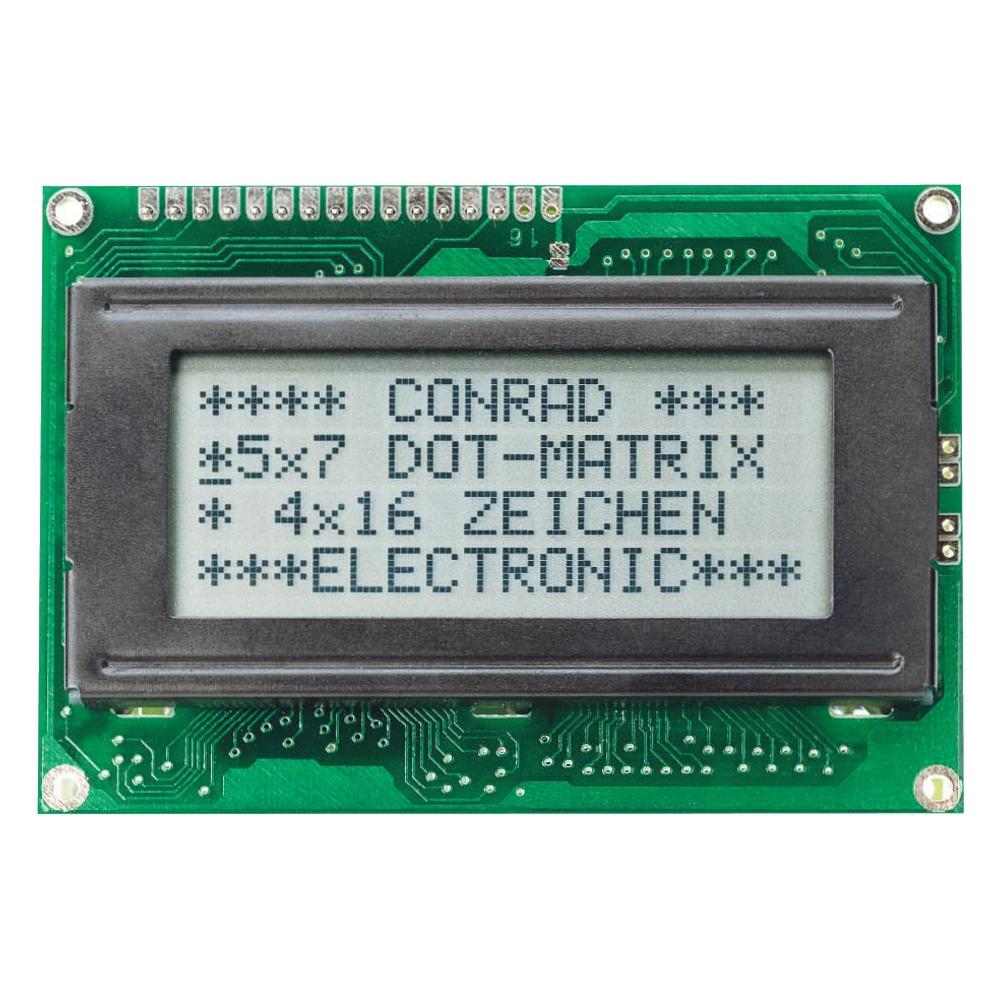 16
**** CONRAD ***
*5x7 DOT-MATRIX
* 4x16 ZEICHEN
***ELECTRONIC***